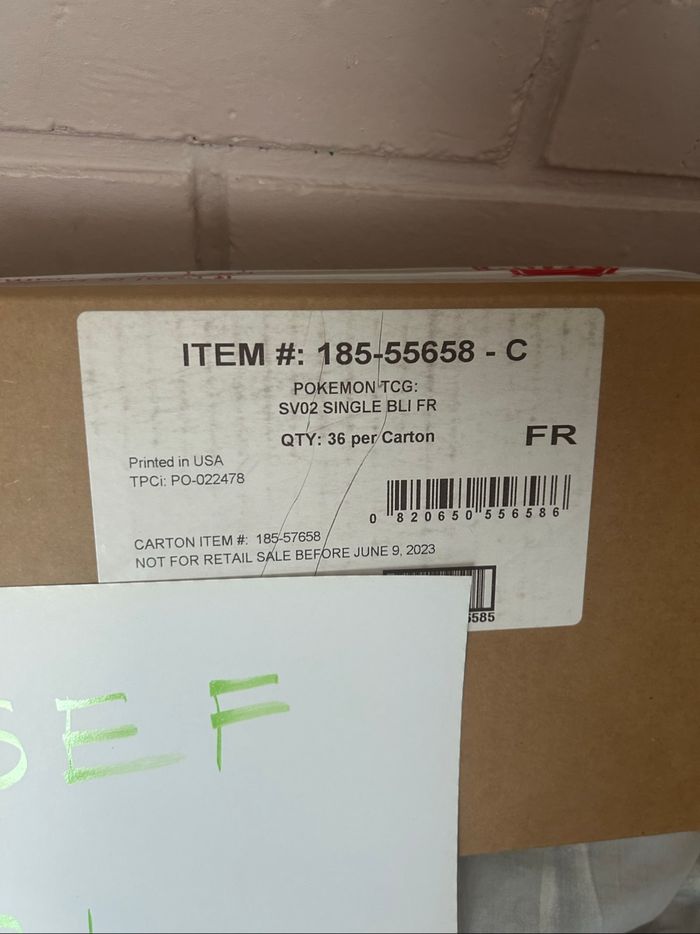 ITEM #: 185-55658 - C
POKEMON TCG:
SV02 SINGLE BLI FR
QTY: 36 per Carton
FR
Printed in USA
TPCi: PO-022478
0 820650 556586
CARTON ITEM #: 185-57658
NOT FOR RETAIL SALE BEFORE JUNE 9, 2023
5585
SEF